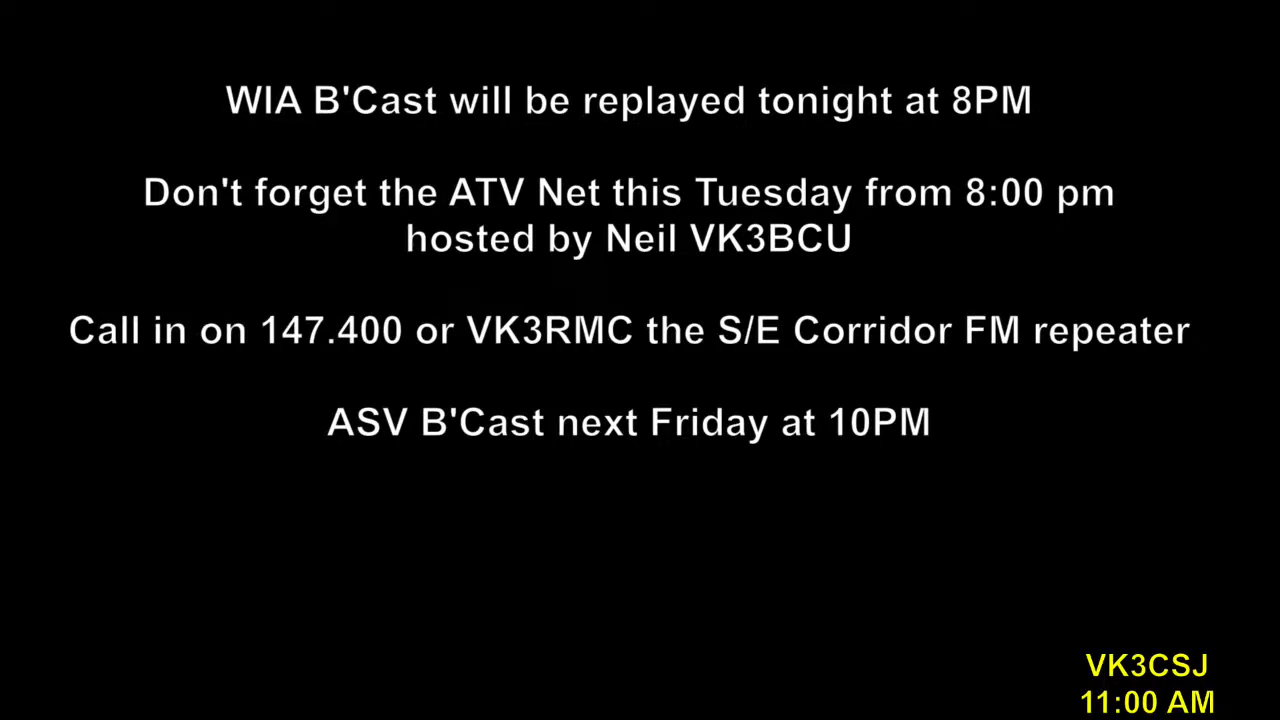 WIA B'Cast will be replayed tonight at 8PM
Don't forget the ATV Net this Tuesday from 8:00 pm
hosted by Neil VK3BCU
Call in on 147.400 or VK3RMC the S/E Corridor FM repeater
ASV B'Cast next Friday at 10PM
VK3CSJ
11:00 AM